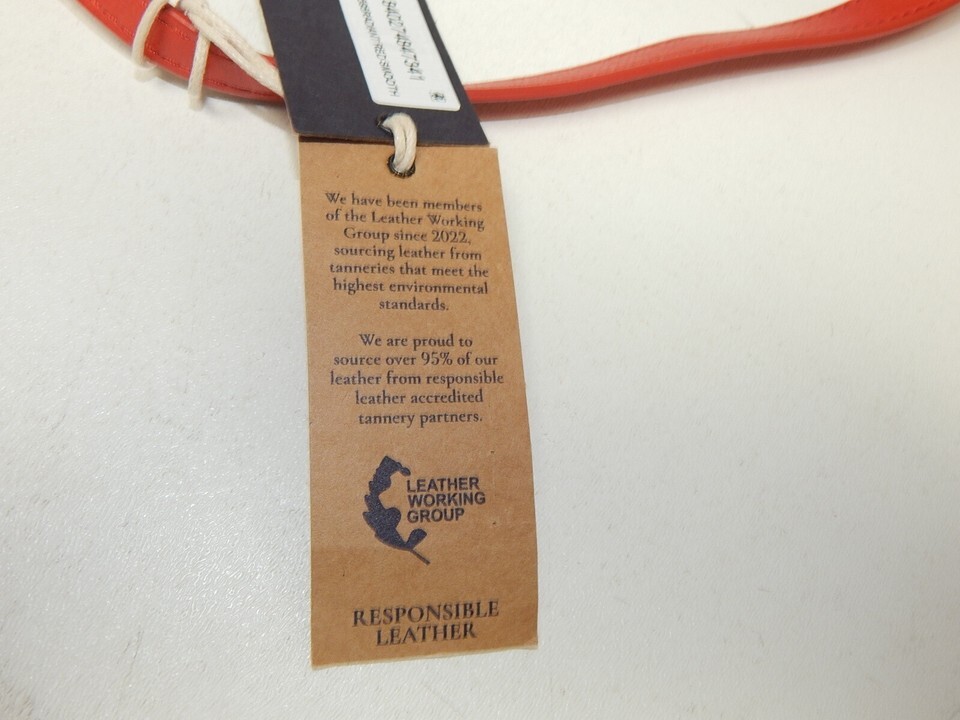 We have been members
of the Leather Working
Group since 2022,
sourcing leather from
tanneries that meet the
highest environmental
standards.
We are proud to
source over 95% of our
leather from responsible
leather accredited
tannery partners.
LEATHER
WORKING
GROUP
RESPONSIBLE
LEATHER